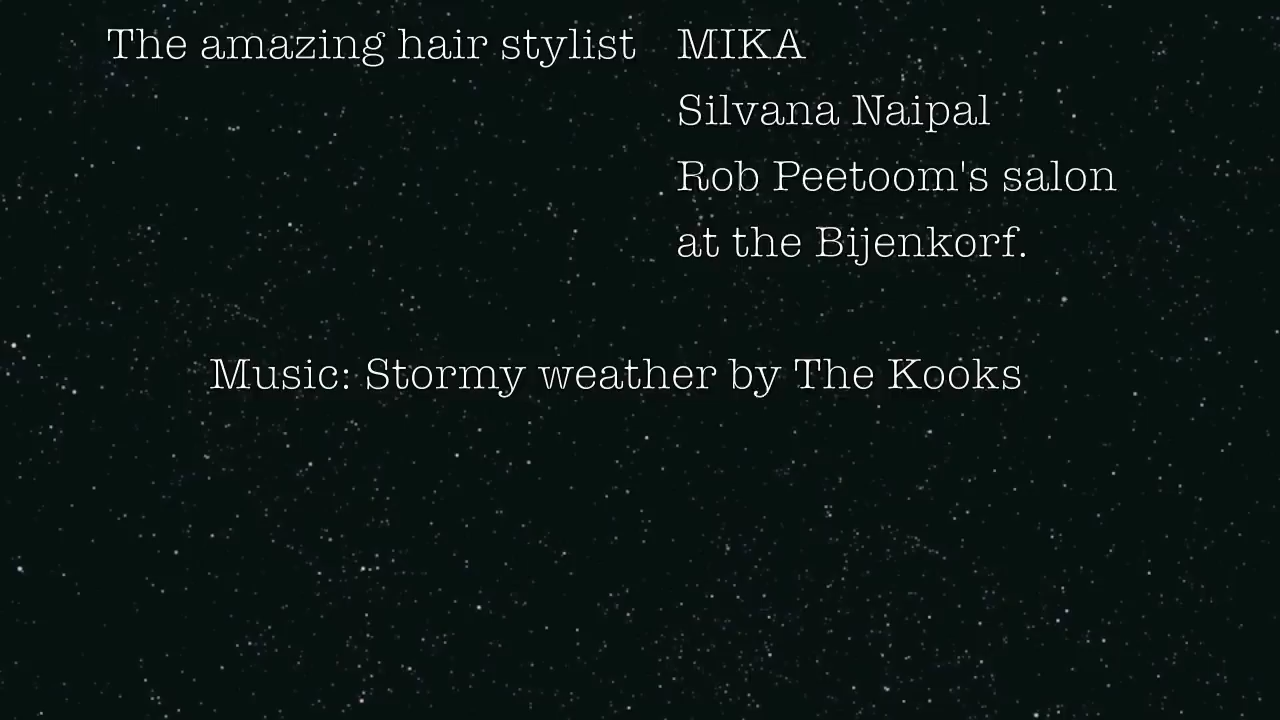 The amazing hair stylist MIKA
Silvana Naipal
Rob Peetoom's salon
at the Bijenkorf.
Music: Stormy weather by The Kooks